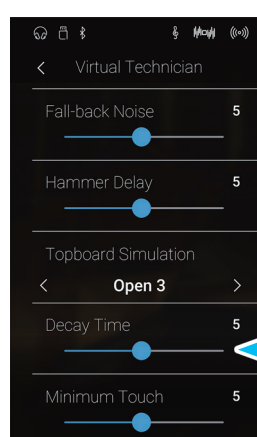 Virtual Technician
Fall-back Noise 5
Hammer Delay 5
Topboard Simulation
Open 3
Decay Time 5
Minimum Touch 5